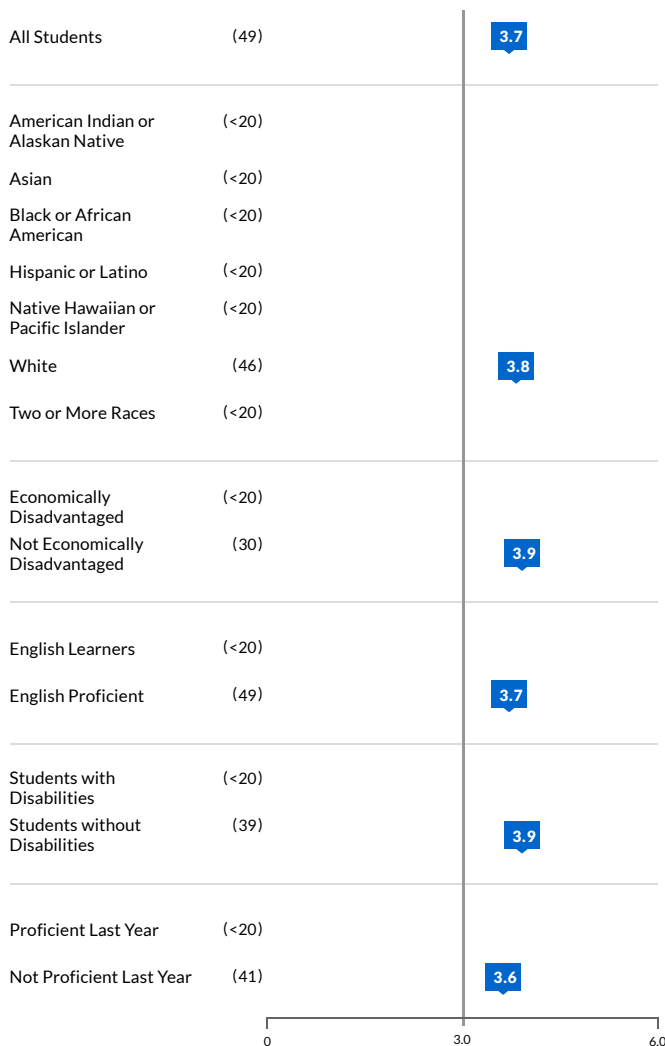 All Students (49) 3.7
American Indian or (<20)
Alaskan Native
Asian (<20)
Black or African (<20)
American
Hispanic or Latino (<20)
Native Hawaiian or (<20)
Pacific Islander
White (46) 3.8
Two or More Races (<20)
Economically (<20)
Disadvantaged
Not Economically (30) 3.9
Disadvantaged
English Learners (<20)
English Proficient (49) 3.7
Students with (<20)
Disabilities
Students without (39) 3.9
Disabilities
Proficient Last Year (<20)
Not Proficient Last Year (41) 3.6
0 3.0 6.0